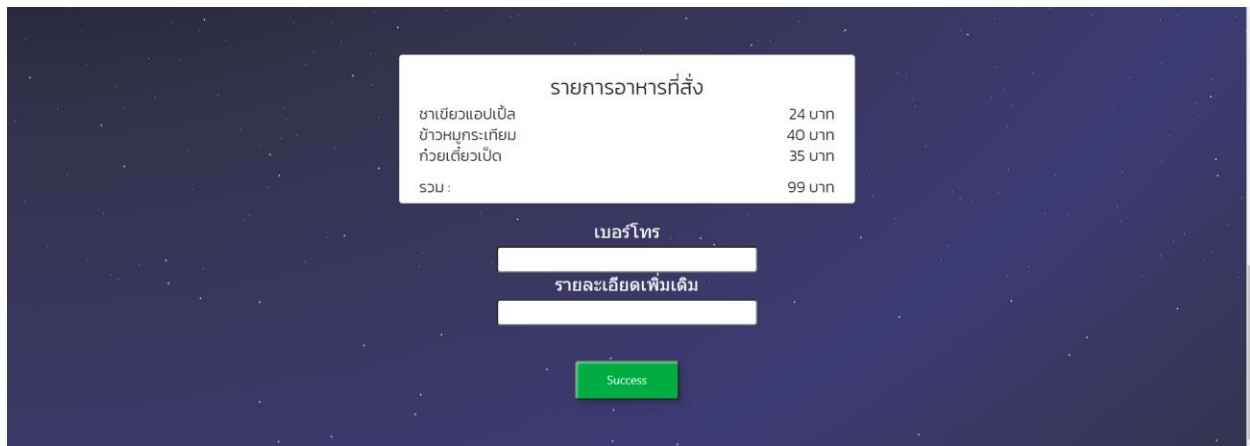 รายการอาหารที่สั่ง
ชาเขียวแอปเปิ้ล 24 บาท
ข้าวหมูกระเทียม 40 บาท
ก๋วยเตี๋ยวเป็ด 35 บาท
รวม : 99 บาท
เบอร์โทร
รายละเอียดเพิ่มเดิม
Success